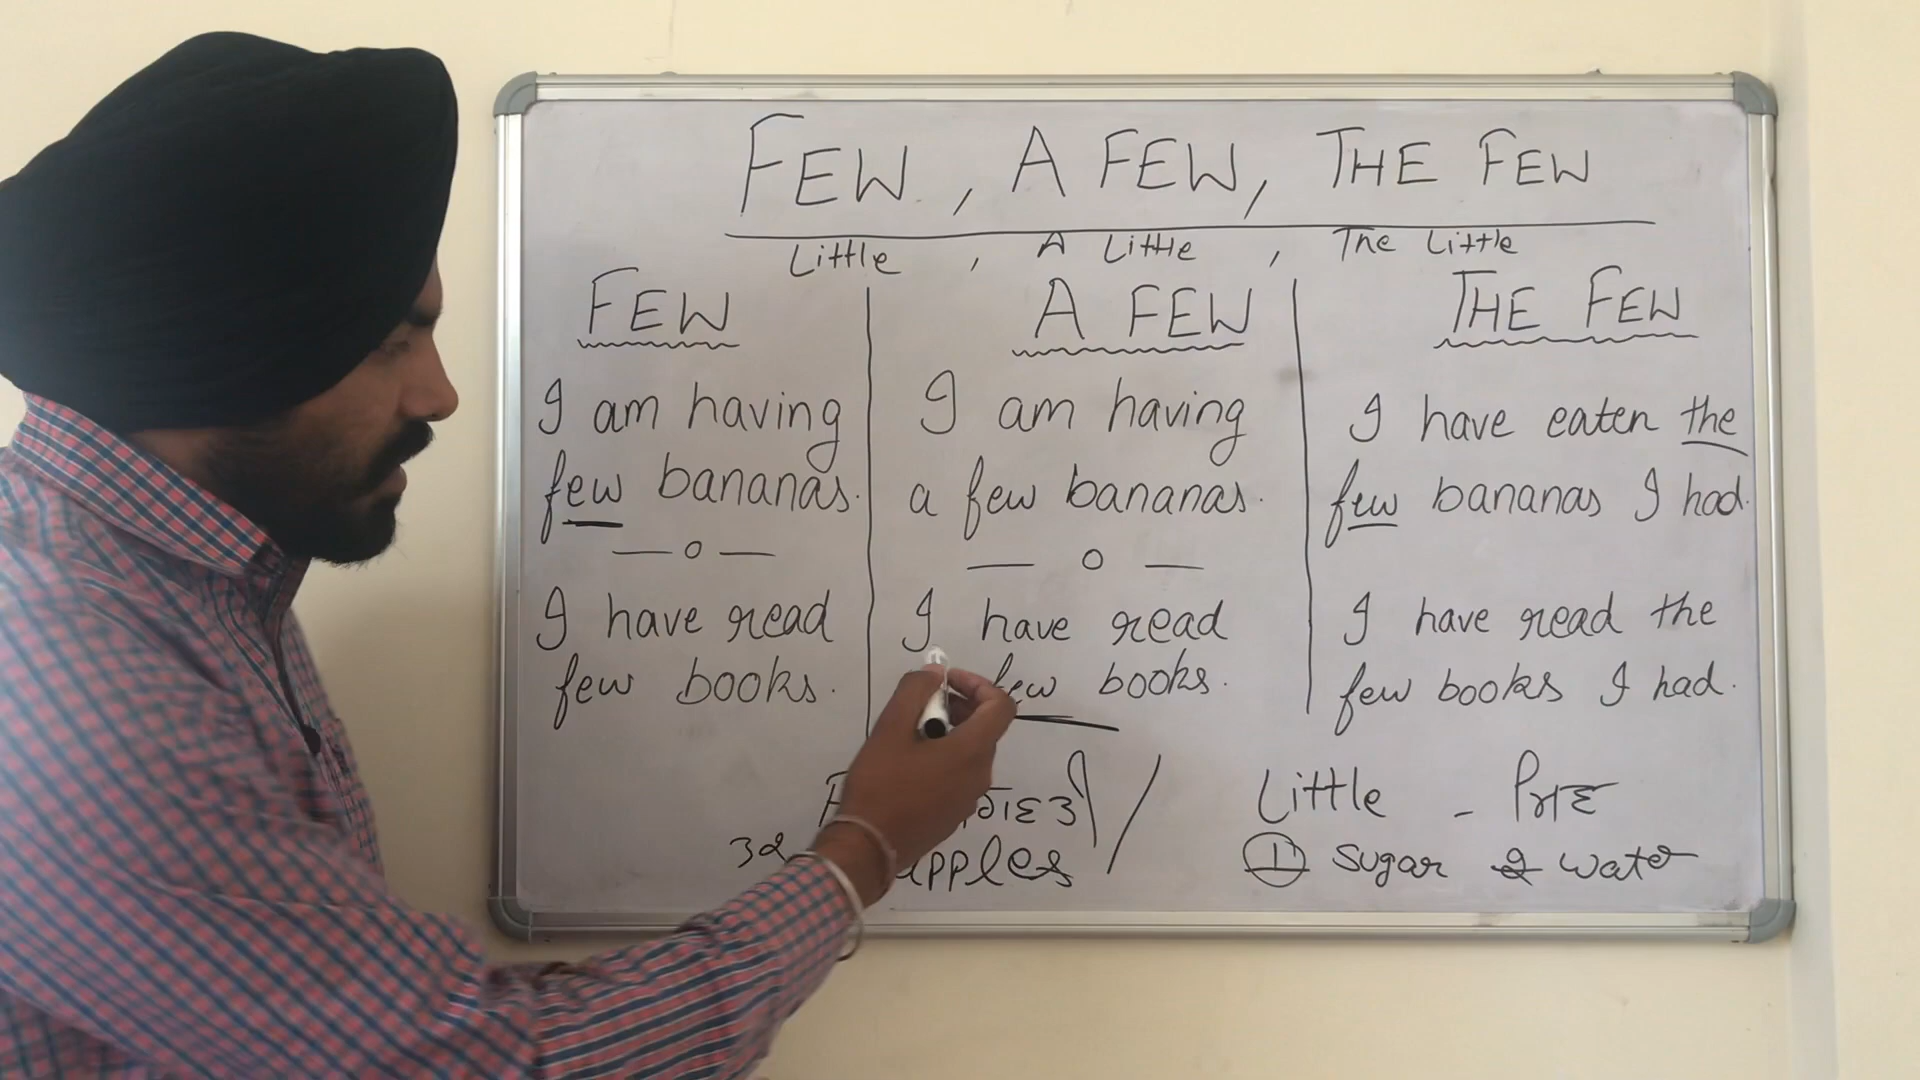 FEW, A FEW, THE FEW
Little, A Little, The Little
FEW
I am having
few bananas.
I have read
few books.
A FEW
I am having
a few bananas.
I have read
few books.
THE FEW
I have eaten the
few bananas I had.
I have read the
few books I had.
apples
Little -
① Sugar & water